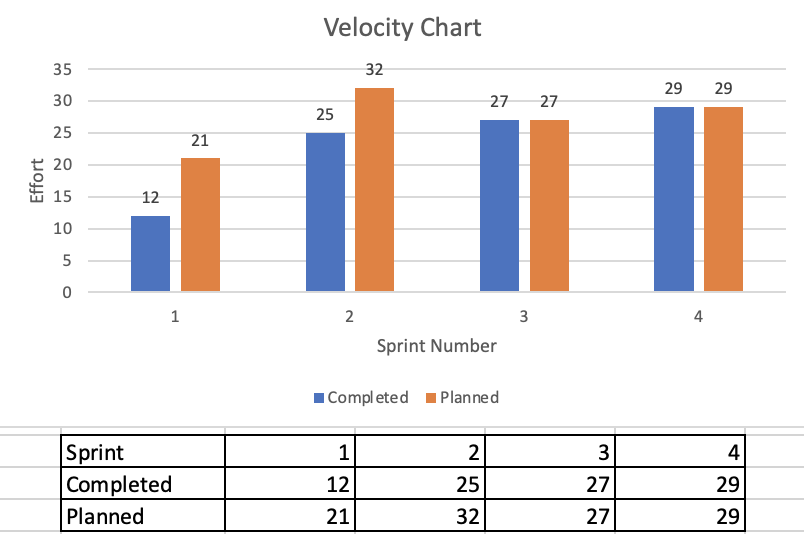 Velocity Chart
35
30
25
20
15
10
5
0
Effort
12 21
25 32
27 27
29 29
1 2 3 4
Sprint Number
Completed Planned
Sprint 1 2 3 4
Completed 12 25 27 29
Planned 21 32 27 29